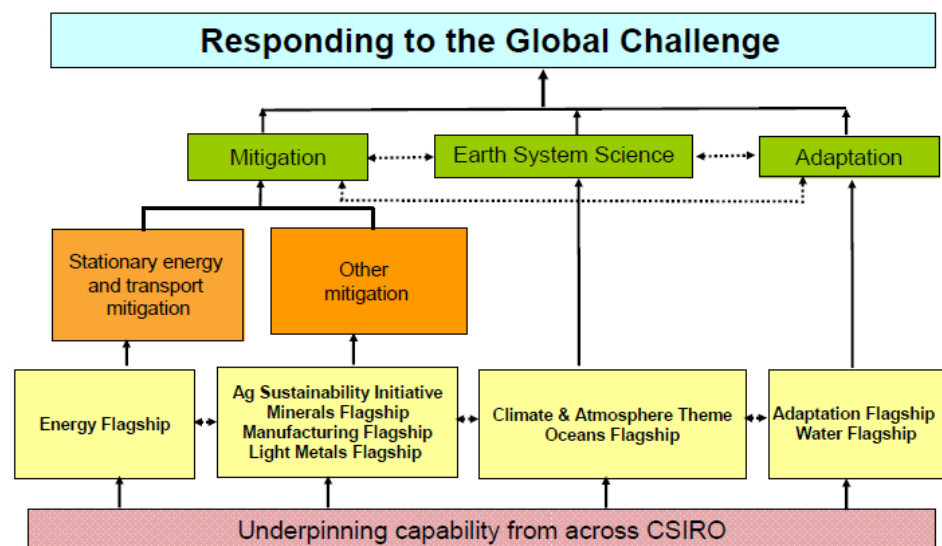 Responding to the Global Challenge
Mitigation
Earth System Science
Adaptation
Stationary energy
and transport
mitigation
Other
mitigation
Energy Flagship
Ag Sustainability Initiative
Minerals Flagship
Manufacturing Flagship
Light Metals Flagship
Climate & Atmosphere Theme
Oceans Flagship
Adaptation Flagship
Water Flagship
Underpinning capability from across CSIRO